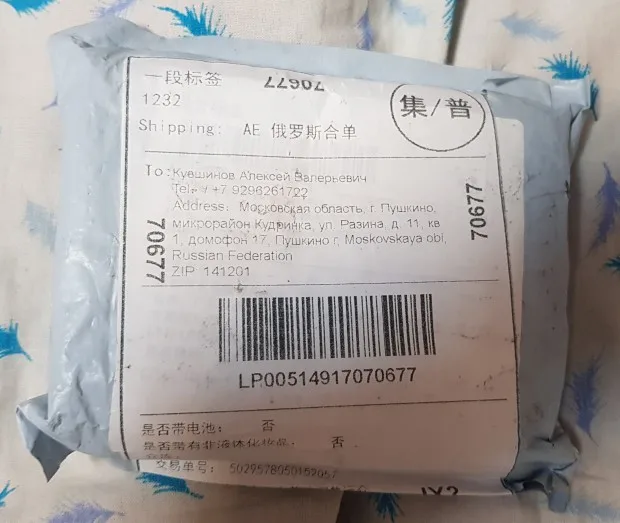 一段标签
1232
集/普
Shipping: AE 俄罗斯合单
To: Кувшинов Алексей Валерьевич
Tel: +7 9296261722
Address: Московская область, г. Пушкино,
микрорайон Кудринка, ул. Разина, д. 11, кв
1, домофон 17, Пушкино г, Moskovskaya obl,
Russian Federation
ZIP 141201
70677
70677
LP00514917070677
是否带电池: 否
是否带有非液体化妆品: 否
交易单号: 5029578050152057